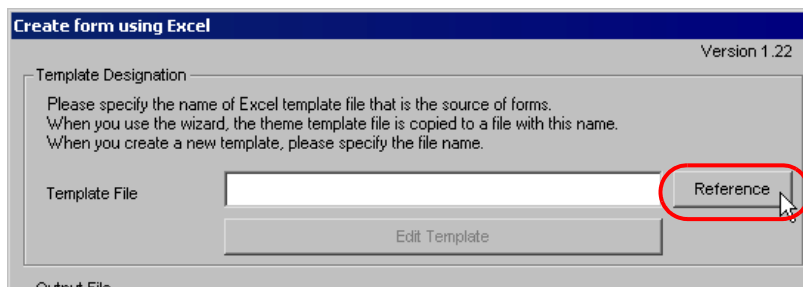 Create form using Excel
Version 1.22
Template Designation
Please specify the name of Excel template file that is the source of forms.
When you use the wizard, the theme template file is copied to a file with this name.
When you create a new template, please specify the file name.
Template File
Reference
Edit Template
Output File